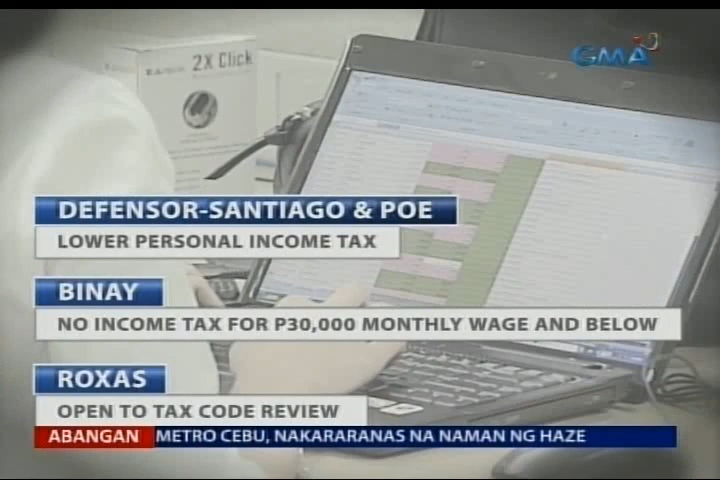 GMA
2X Click
DEFENSOR-SANTIAGO & POE
LOWER PERSONAL INCOME TAX
BINAY
NO INCOME TAX FOR P30,000 MONTHLY WAGE AND BELOW
ROXAS
OPEN TO TAX CODE REVIEW
ABANGAN METRO CEBU, NAKARARANAS NA NAMAN NG HAZE